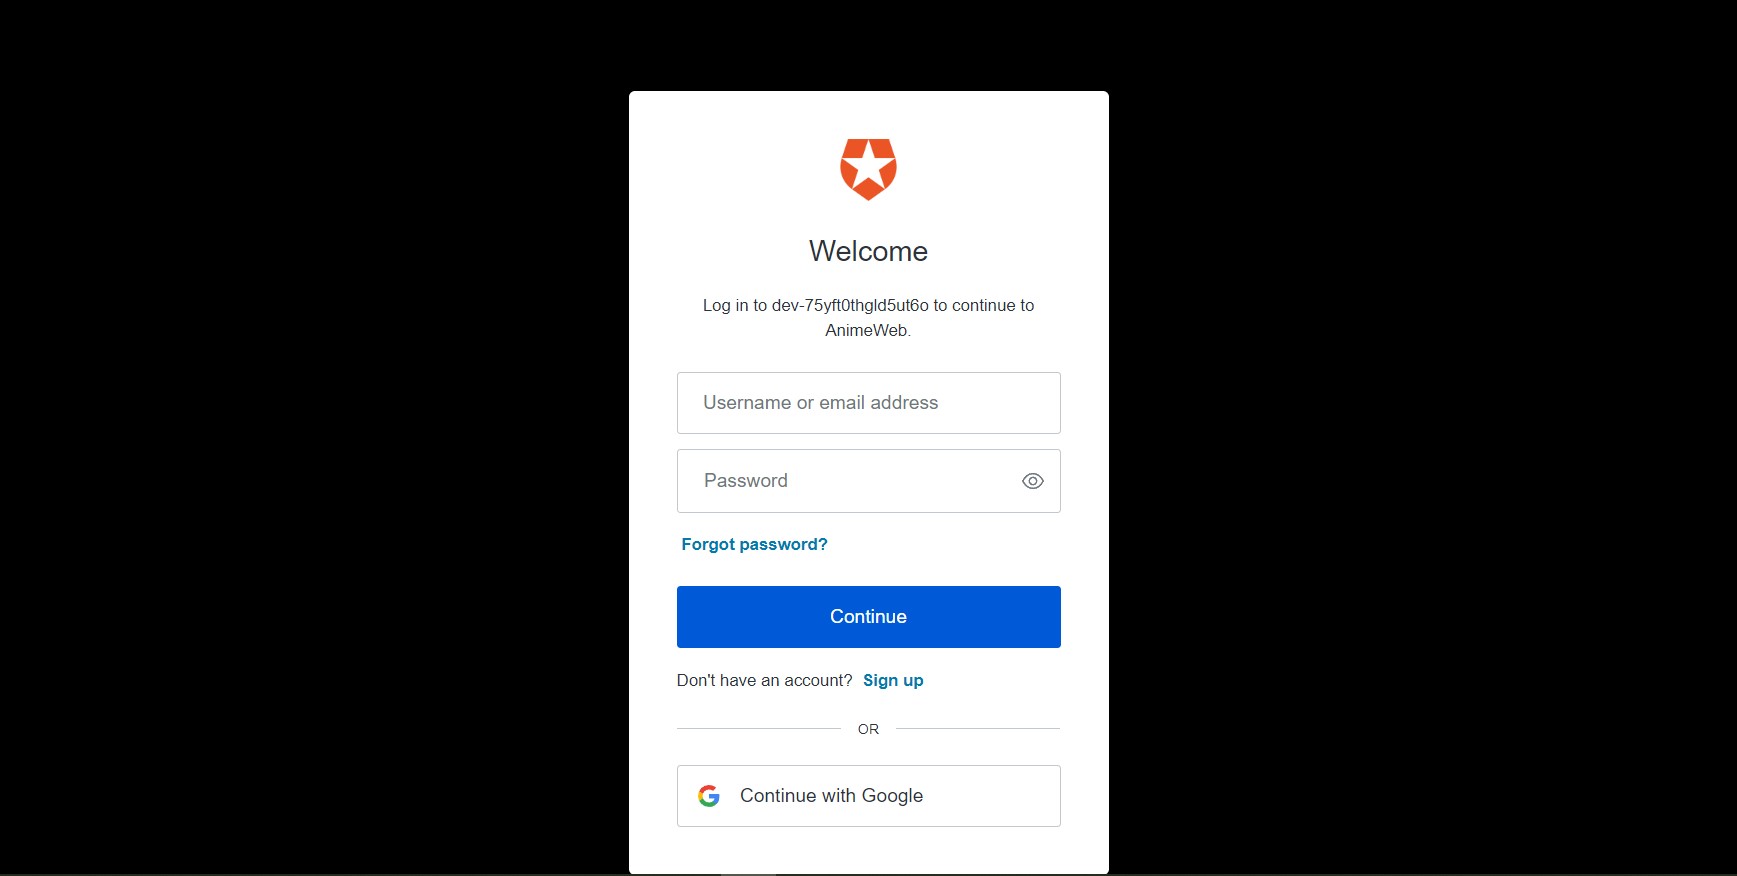 Welcome
Log in to dev-75yft0thgld5ut6o to continue to
AnimeWeb.
Username or email address
Password
Forgot password?
Continue
Don't have an account? Sign up
OR
Continue with Google